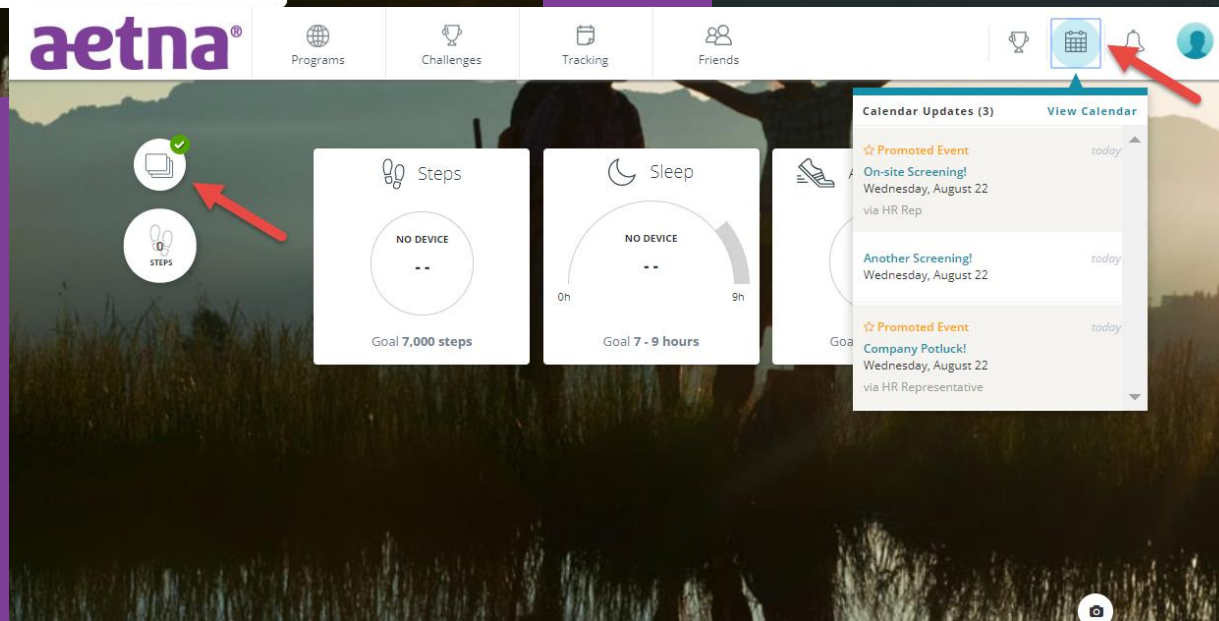 aetna®
Programs
Challenges
Tracking
Friends
Calendar Updates (3)
View Calendar
Promoted Event
today
On-site Screening!
Wednesday, August 22
via HR Rep
Another Screening!
today
Wednesday, August 22
Promoted Event
today
Company Potluck!
Wednesday, August 22
via HR Representative
0
STEPS
Steps
NO DEVICE
--
Goal 7,000 steps
Sleep
NO DEVICE
--
0h
9h
Goal 7 - 9 hours